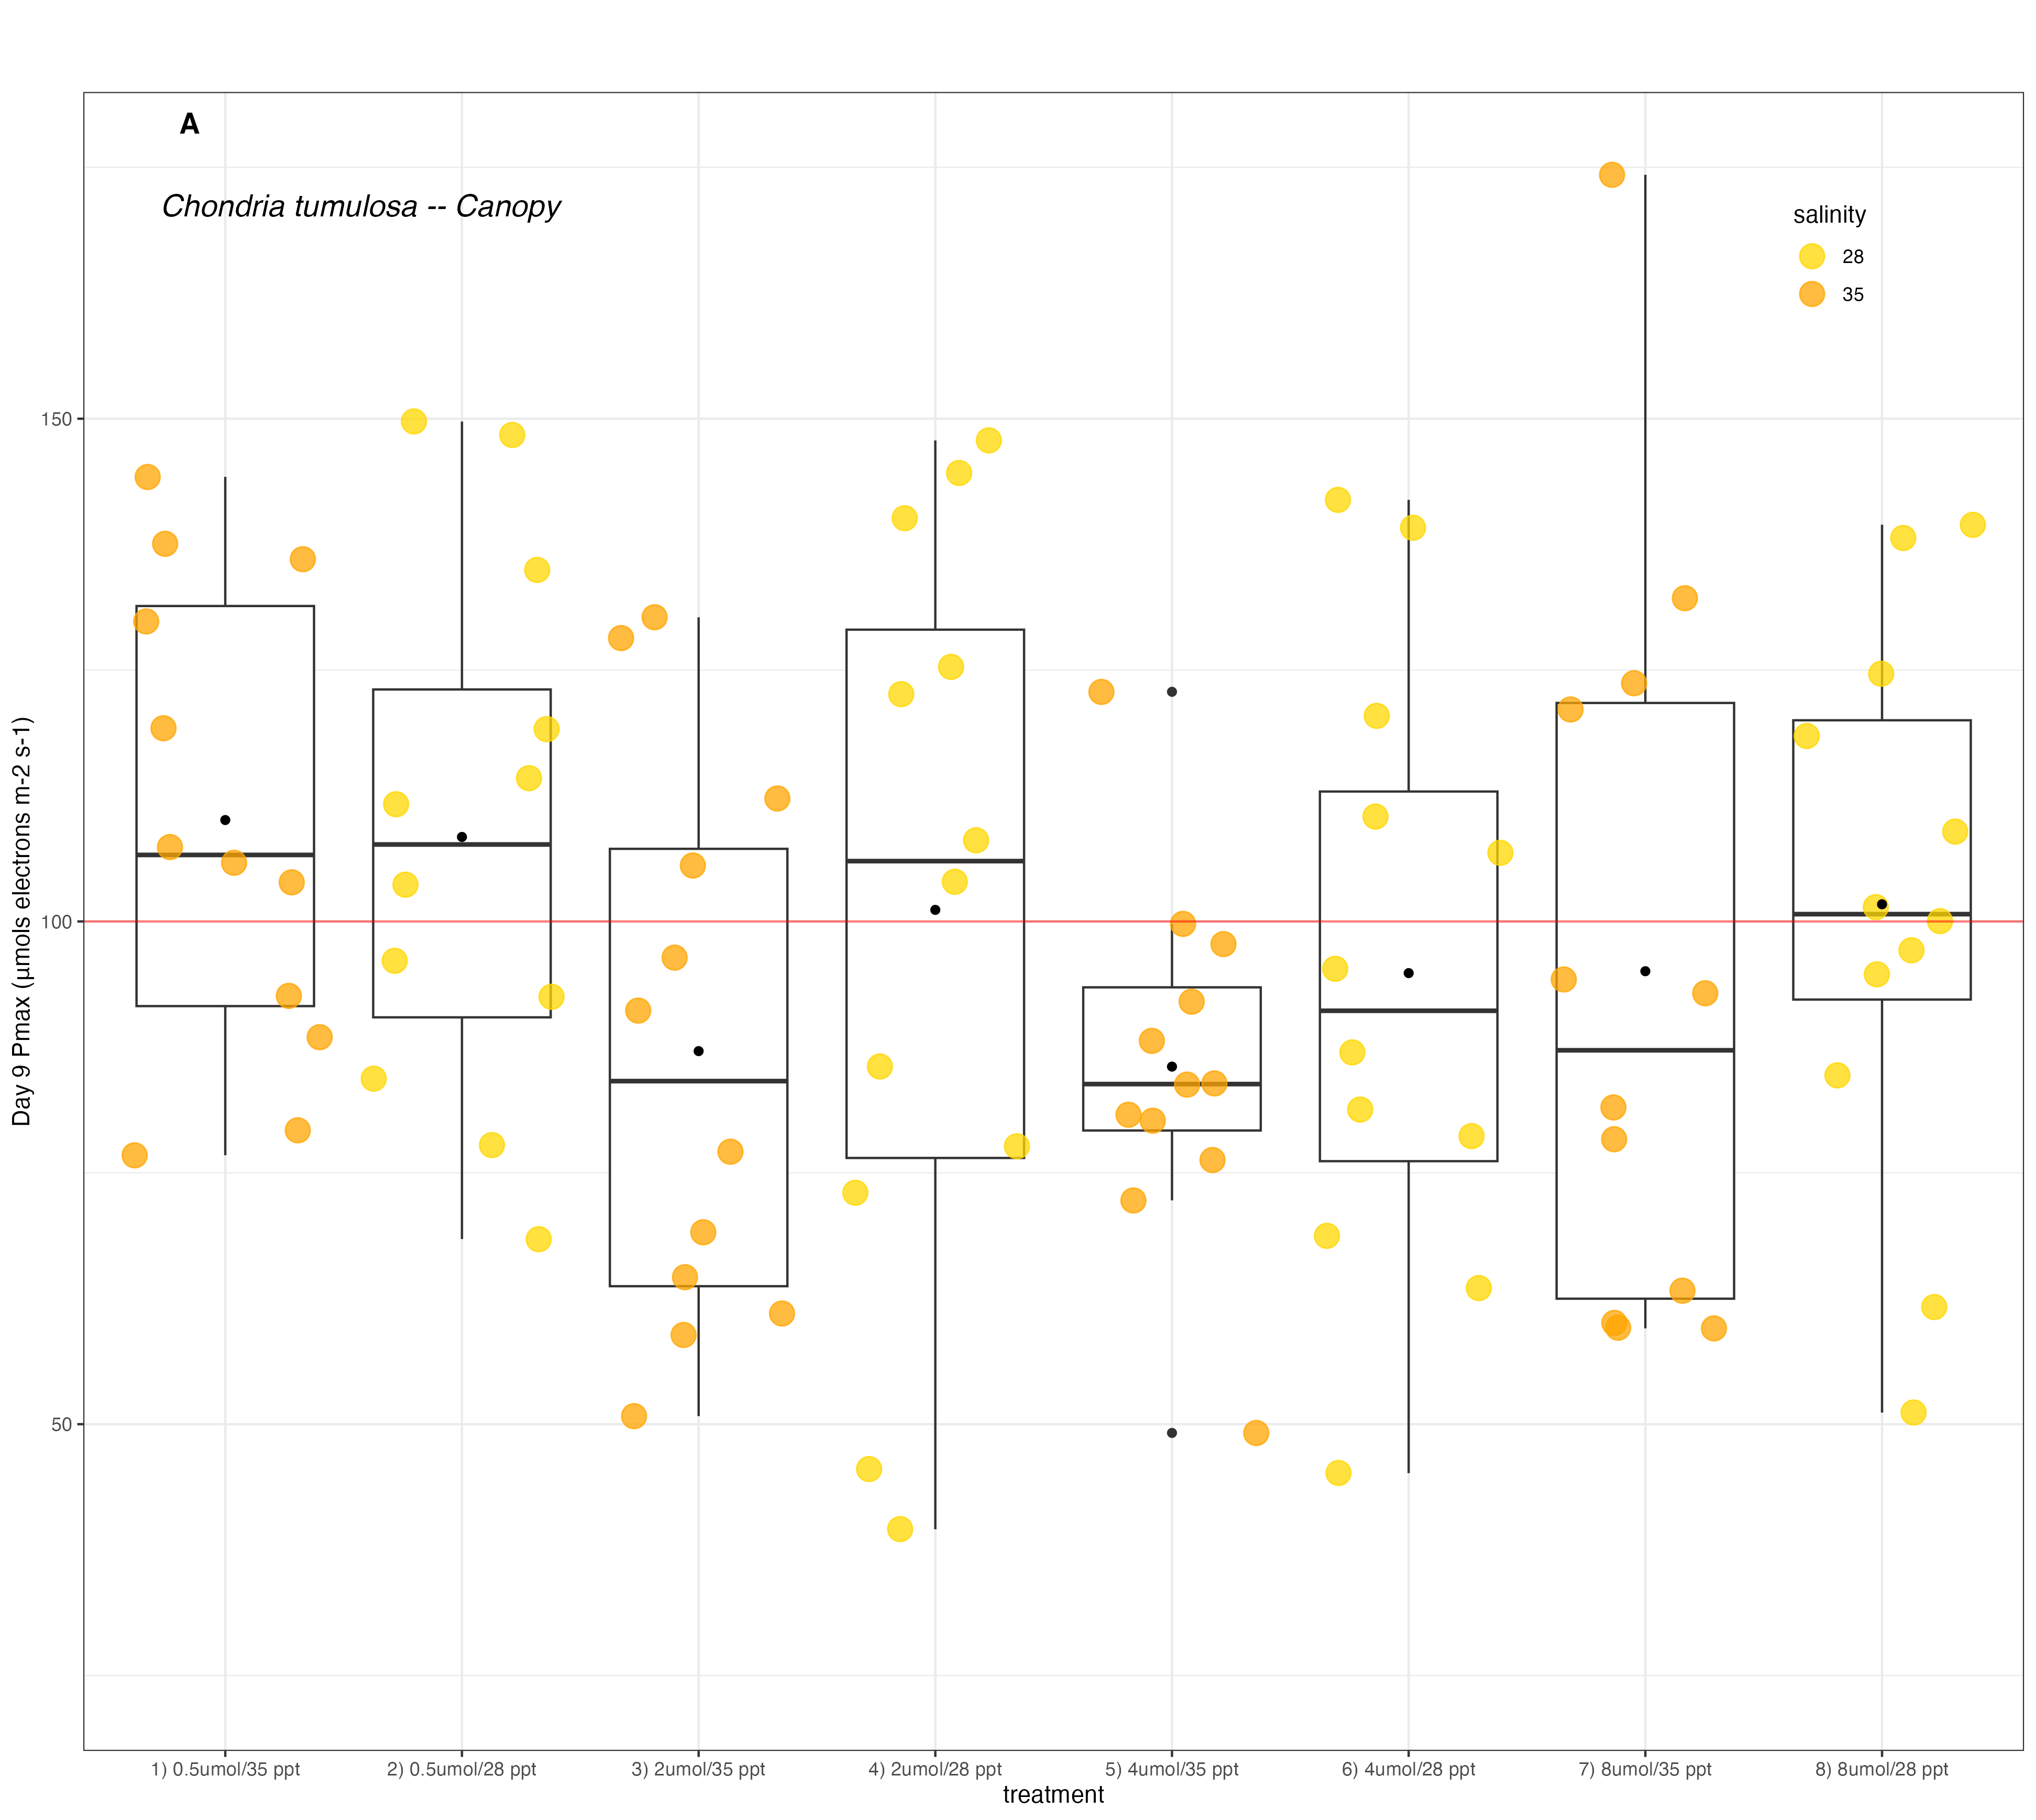 A
Chondria tumulosa -- Canopy
salinity
28
35
150
100
50
Day 9 Pmax (µmols electrons m-2 s-1)
1) 0.5umol/35 ppt
2) 0.5umol/28 ppt
3) 2umol/35 ppt
4) 2umol/28 ppt
5) 4umol/35 ppt
6) 4umol/28 ppt
7) 8umol/35 ppt
8) 8umol/28 ppt
treatment